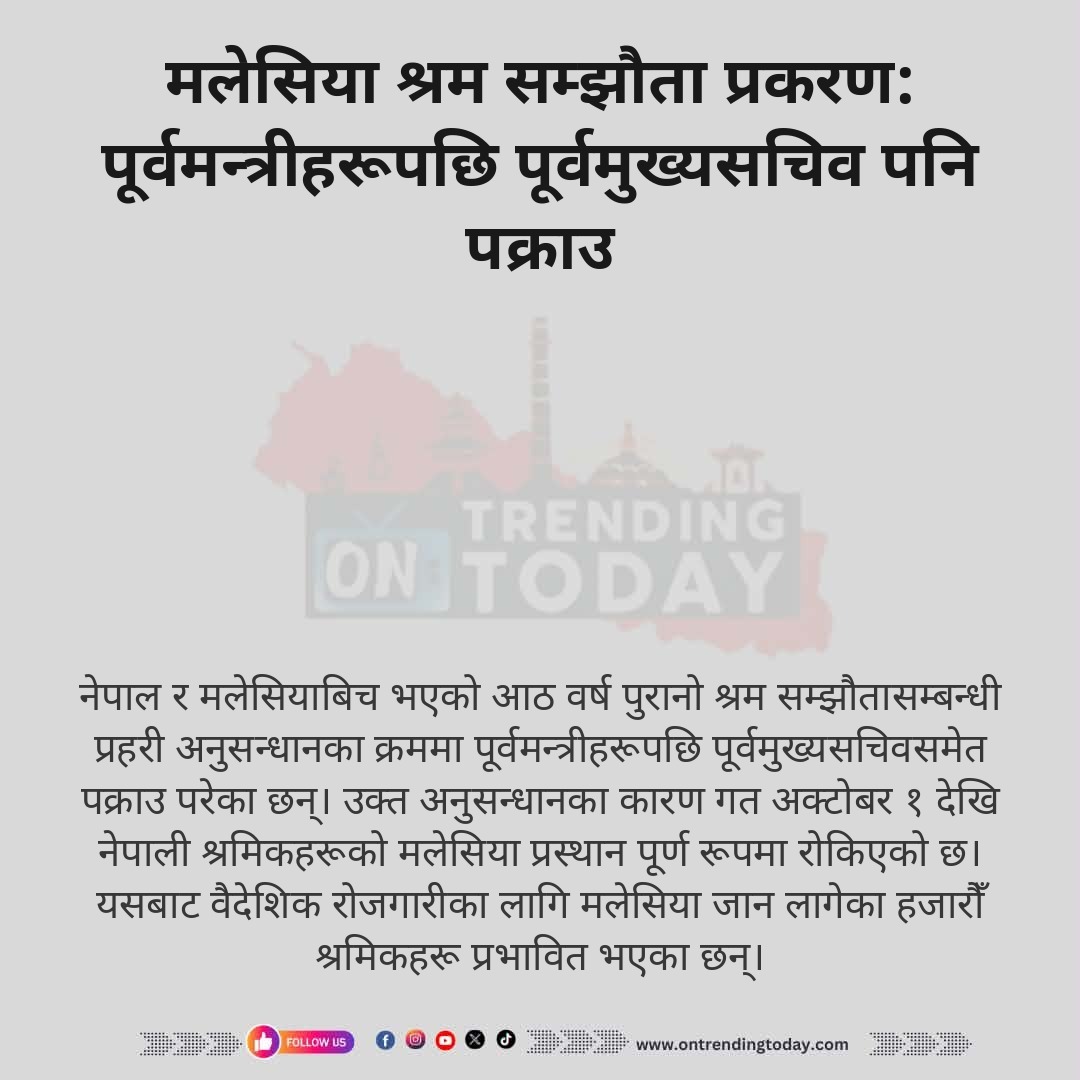 मलेसिया श्रम सम्झौता प्रकरण:
पूर्वमन्त्रीहरूपछि पूर्वमुख्यसचिव पनि
पक्राउ
TRENDING
ON TODAY
नेपाल र मलेसियाबिच भएको आठ वर्ष पुरानो श्रम सम्झौतासम्बन्धी
प्रहरी अनुसन्धानका क्रममा पूर्वमन्त्रीहरूपछि पूर्वमुख्यसचिवसमेत
पक्राउ परेका छन्। उक्त अनुसन्धानका कारण गत अक्टोबर १ देखि
नेपाली श्रमिकहरूको मलेसिया प्रस्थान पूर्ण रूपमा रोकिएको छ।
यसबाट वैदेशिक रोजगारीका लागि मलेसिया जान लागेका हजारौँ
श्रमिकहरू प्रभावित भएका छन्।
FOLLOW US www.ontrendingtoday.com